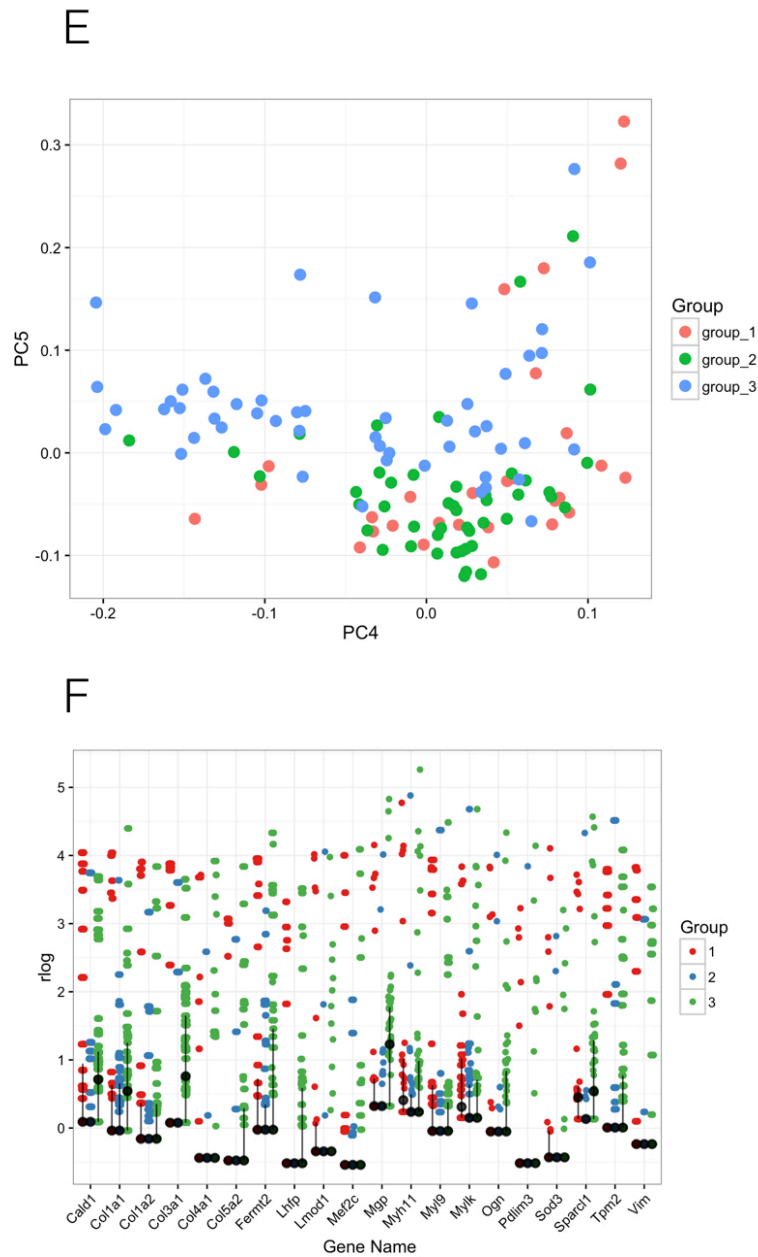 E
0.3
0.2
0.1
0.0
-0.1
PC5
-0.2 -0.1 0.0 0.1
PC4
Group
group_1
group_2
group_3
F
5
4
3
2
1
0
rlog
Cald1 Col1a1 Col1a2 Col3a1 Col4a1 Col5a2 Fermt2 Lhfp Lmod1 Mef2c Mgp Myh11 Myl9 Mylk Ogn Pdlim3 Sod3 Sparcl1 Tpm2 Vim
Gene Name
Group
1
2
3